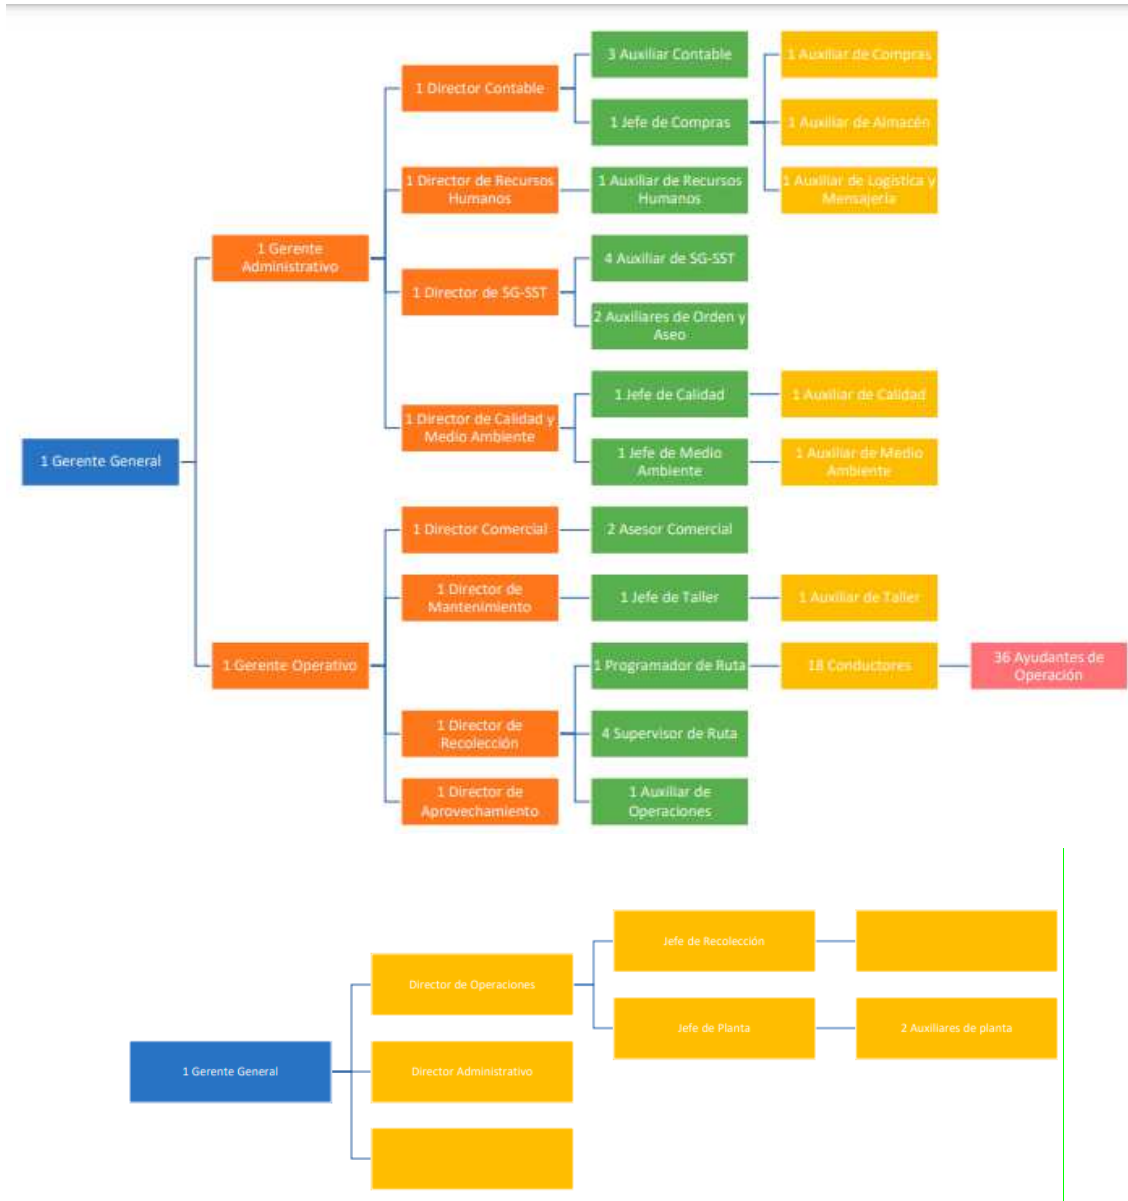 3 Auxiliar Contable
1 Auxiliar de Compras
1 Director Contable
1 Jefe de Compras
1 Auxiliar de Almacén
1 Director de Recursos
Humanos
1 Auxiliar de Recursos
Humanos
1 Auxiliar de Logística y
Mensajería
1 Gerente
Administrativo
4 Auxiliar de SG-SST
1 Director de SG-SST
2 Auxiliares de Orden y
Aseo
1 Jefe de Calidad
1 Auxiliar de Calidad
1 Director de Calidad y
Medio Ambiente
1 Jefe de Medio
Ambiente
1 Auxiliar de Medio
Ambiente
1 Gerente General
1 Director Comercial
2 Asesor Comercial
1 Director de
Mantenimiento
1 Jefe de Taller
1 Auxiliar de Taller
1 Gerente Operativo
1 Programador de Ruta
18 Conductores
36 Ayudantes de
Operación
1 Director de
Recolección
4 Supervisor de Ruta
1 Director de
Aprovechamiento
1 Auxiliar de
Operaciones
Jefe de Recolección
Director de Operaciones
Jefe de Planta
2 Auxiliares de planta
1 Gerente General
Director Administrativo